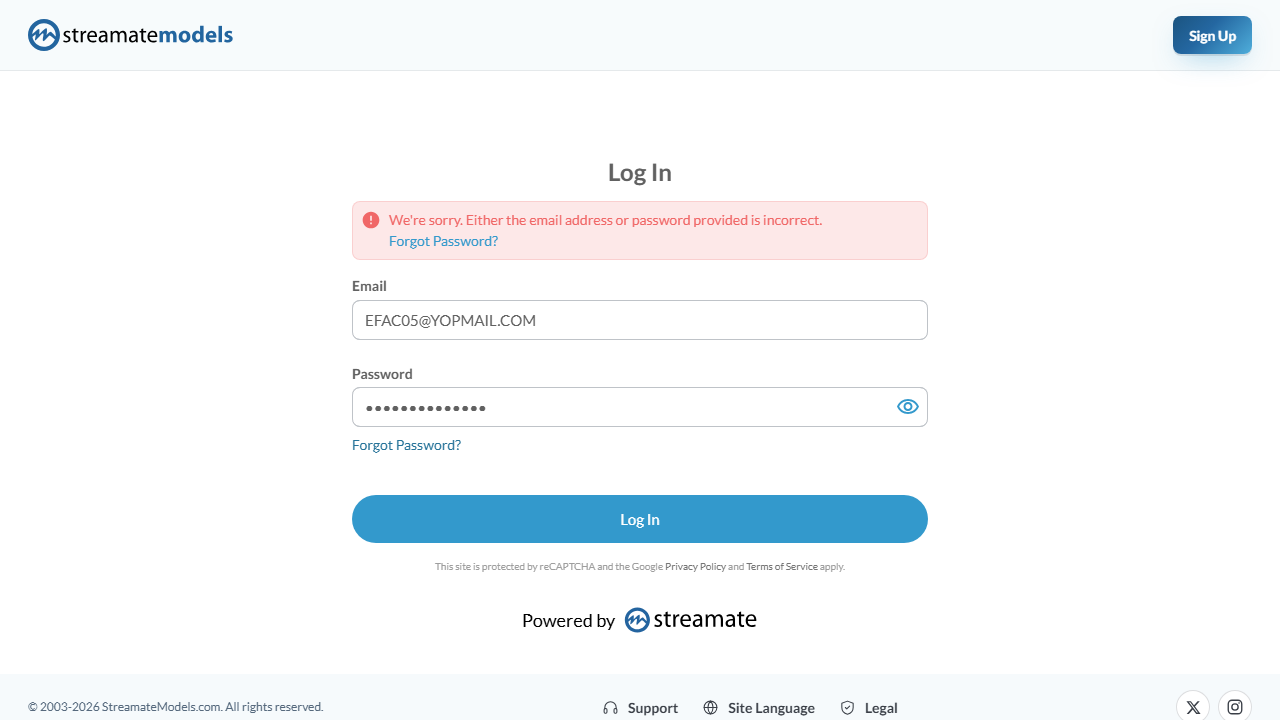 streamatemodels
Sign Up
Log In
We're sorry. Either the email address or password provided is incorrect.
Forgot Password?
Email
EFAC05@YOPMAIL.COM
Password
••••••••••••••
Forgot Password?
Log In
This site is protected by reCAPTCHA and the Google Privacy Policy and Terms of Service apply.
Powered by streamate
© 2003-2026 StreamateModels.com. All rights reserved.
Support
Site Language
Legal